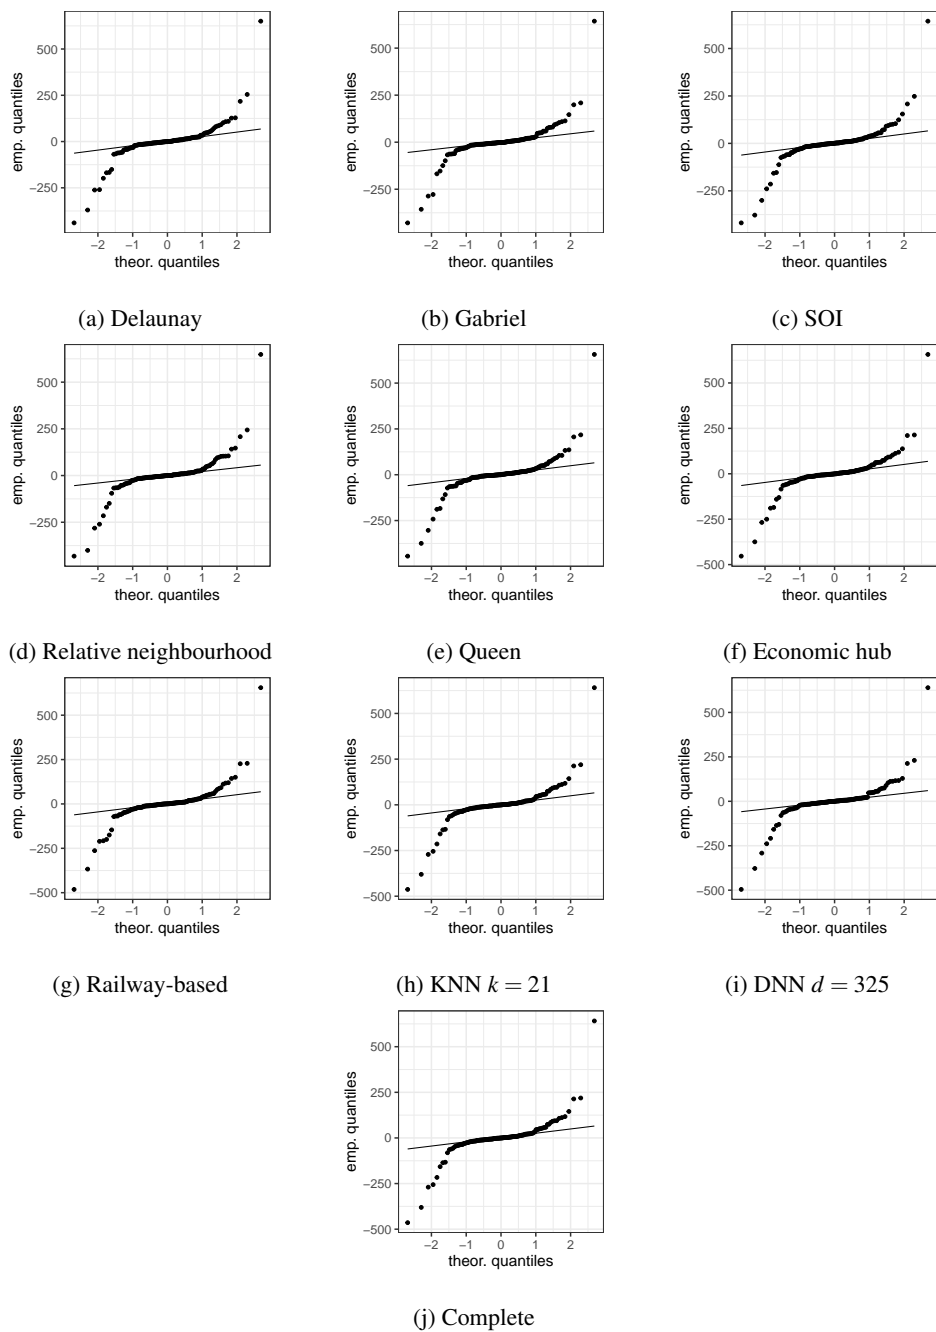 500
250
0
−250
emp. quantiles
−2 −1 0 1 2
theor. quantiles
(a) Delaunay
500
250
0
−250
emp. quantiles
−2 −1 0 1 2
theor. quantiles
(b) Gabriel
500
250
0
−250
emp. quantiles
−2 −1 0 1 2
theor. quantiles
(c) SOI
500
250
0
−250
emp. quantiles
−2 −1 0 1 2
theor. quantiles
(d) Relative neighbourhood
500
250
0
−250
emp. quantiles
−2 −1 0 1 2
theor. quantiles
(e) Queen
500
250
0
−250
−500
emp. quantiles
−2 −1 0 1 2
theor. quantiles
(f) Economic hub
500
250
0
−250
−500
emp. quantiles
−2 −1 0 1 2
theor. quantiles
(g) Railway-based
500
250
0
−250
−500
emp. quantiles
−2 −1 0 1 2
theor. quantiles
(h) KNN k = 21
500
250
0
−250
−500
emp. quantiles
−2 −1 0 1 2
theor. quantiles
(i) DNN d = 325
500
250
0
−250
−500
emp. quantiles
−2 −1 0 1 2
theor. quantiles
(j) Complete